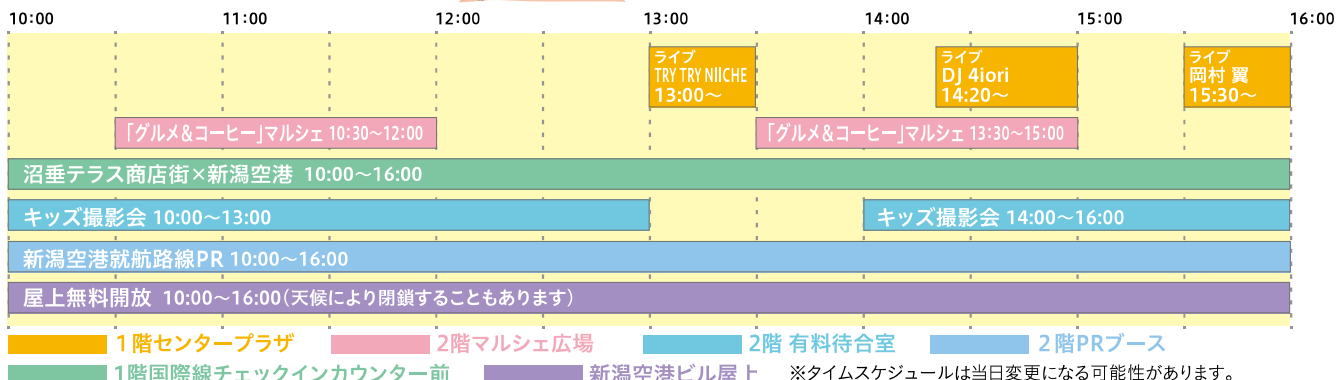 10:00 11:00 12:00 13:00 14:00 15:00 16:00
ライブ
TRY TRY NIICHE
13:00〜
ライブ
DJ 4iori
14:20〜
ライブ
岡村 翼
15:30〜
「グルメ&コーヒー」マルシェ 10:30〜12:00
「グルメ&コーヒー」マルシェ 13:30〜15:00
沼垂テラス商店街×新潟空港 10:00〜16:00
キッズ撮影会 10:00〜13:00
キッズ撮影会 14:00〜16:00
新潟空港就航路線PR 10:00〜16:00
屋上無料開放 10:00〜16:00(天候により閉鎖することもあります)
1階センタープラザ
2階マルシェ広場
2階 有料待合室
2階PRブース
1階国際線チェックインカウンター前
新潟空港ビル屋上
※タイムスケジュールは当日変更になる可能性があります。